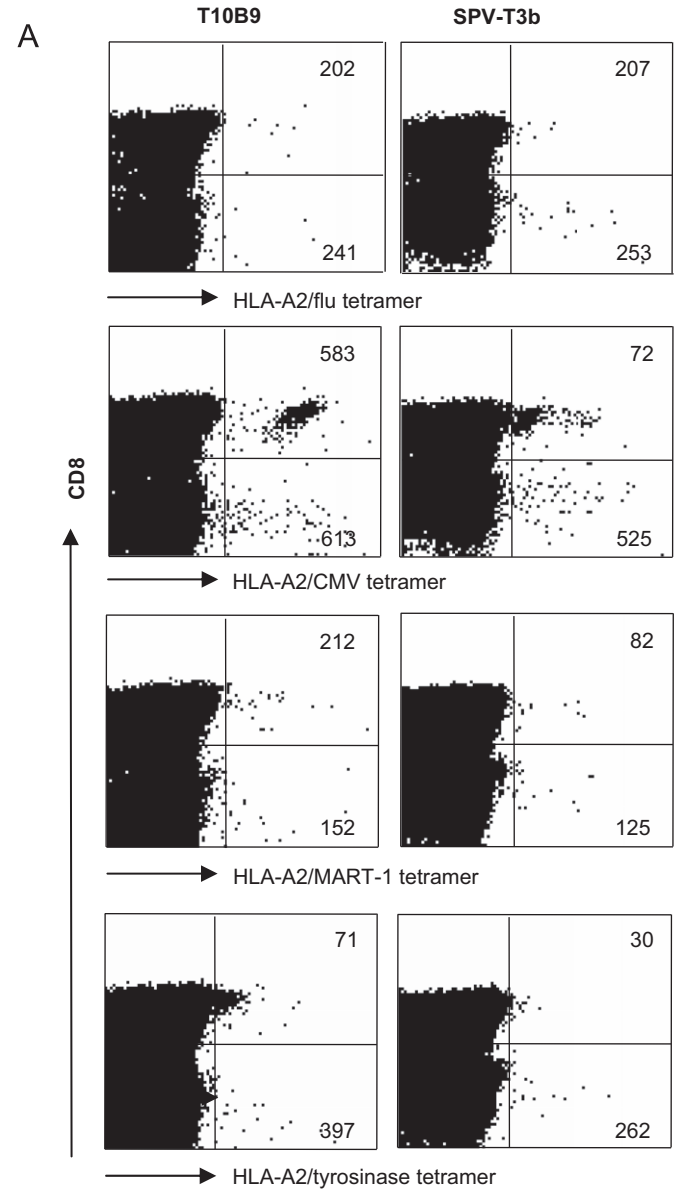 A
T10B9 SPV-T3b
202 207
241 253
HLA-A2/flu tetramer
583 72
613 525
HLA-A2/CMV tetramer
CD8
212 82
152 125
HLA-A2/MART-1 tetramer
71 30
397 262
HLA-A2/tyrosinase tetramer